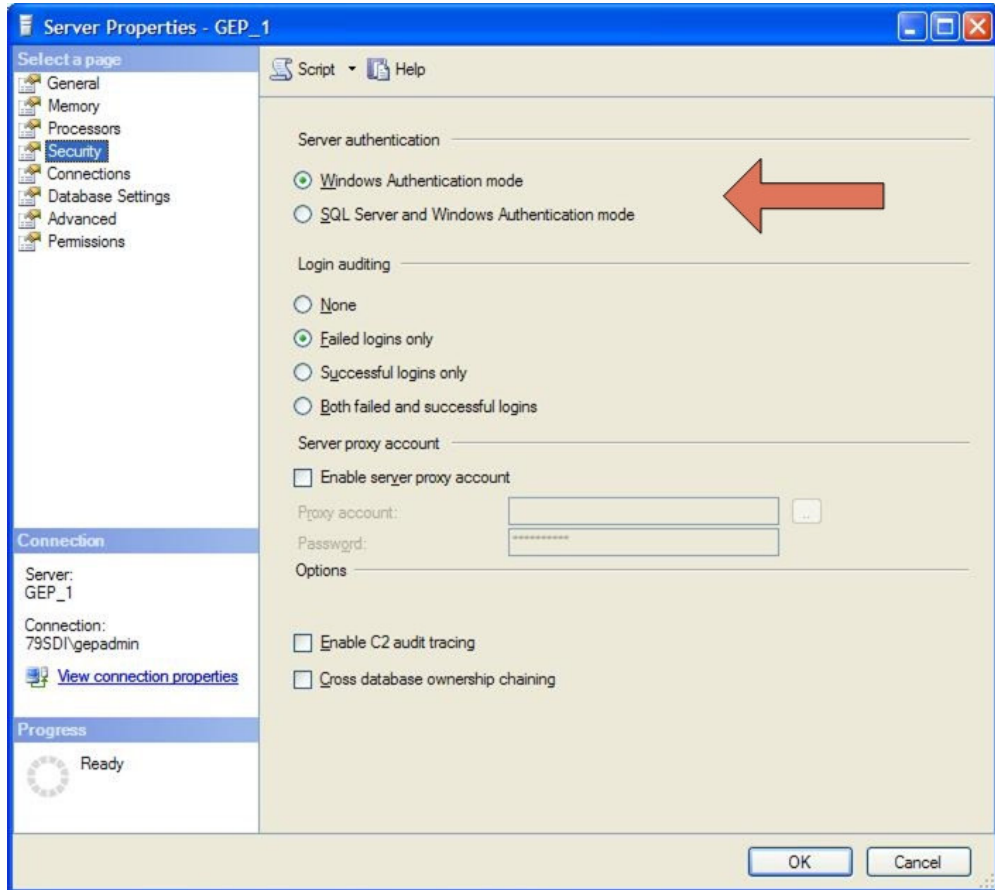 Server Properties - GEP_1
Select a page
General
Memory
Processors
Security
Connections
Database Settings
Advanced
Permissions
Script Help
Server authentication
Windows Authentication mode
SQL Server and Windows Authentication mode
Login auditing
None
Failed logins only
Successful logins only
Both failed and successful logins
Server proxy account
Enable server proxy account
Proxy account:
..
Password:
**********
Options
Enable C2 audit tracing
Cross database ownership chaining
Connection
Server:
GEP_1
Connection:
79SDI\gepadmin
View connection properties
Progress
Ready
OK Cancel